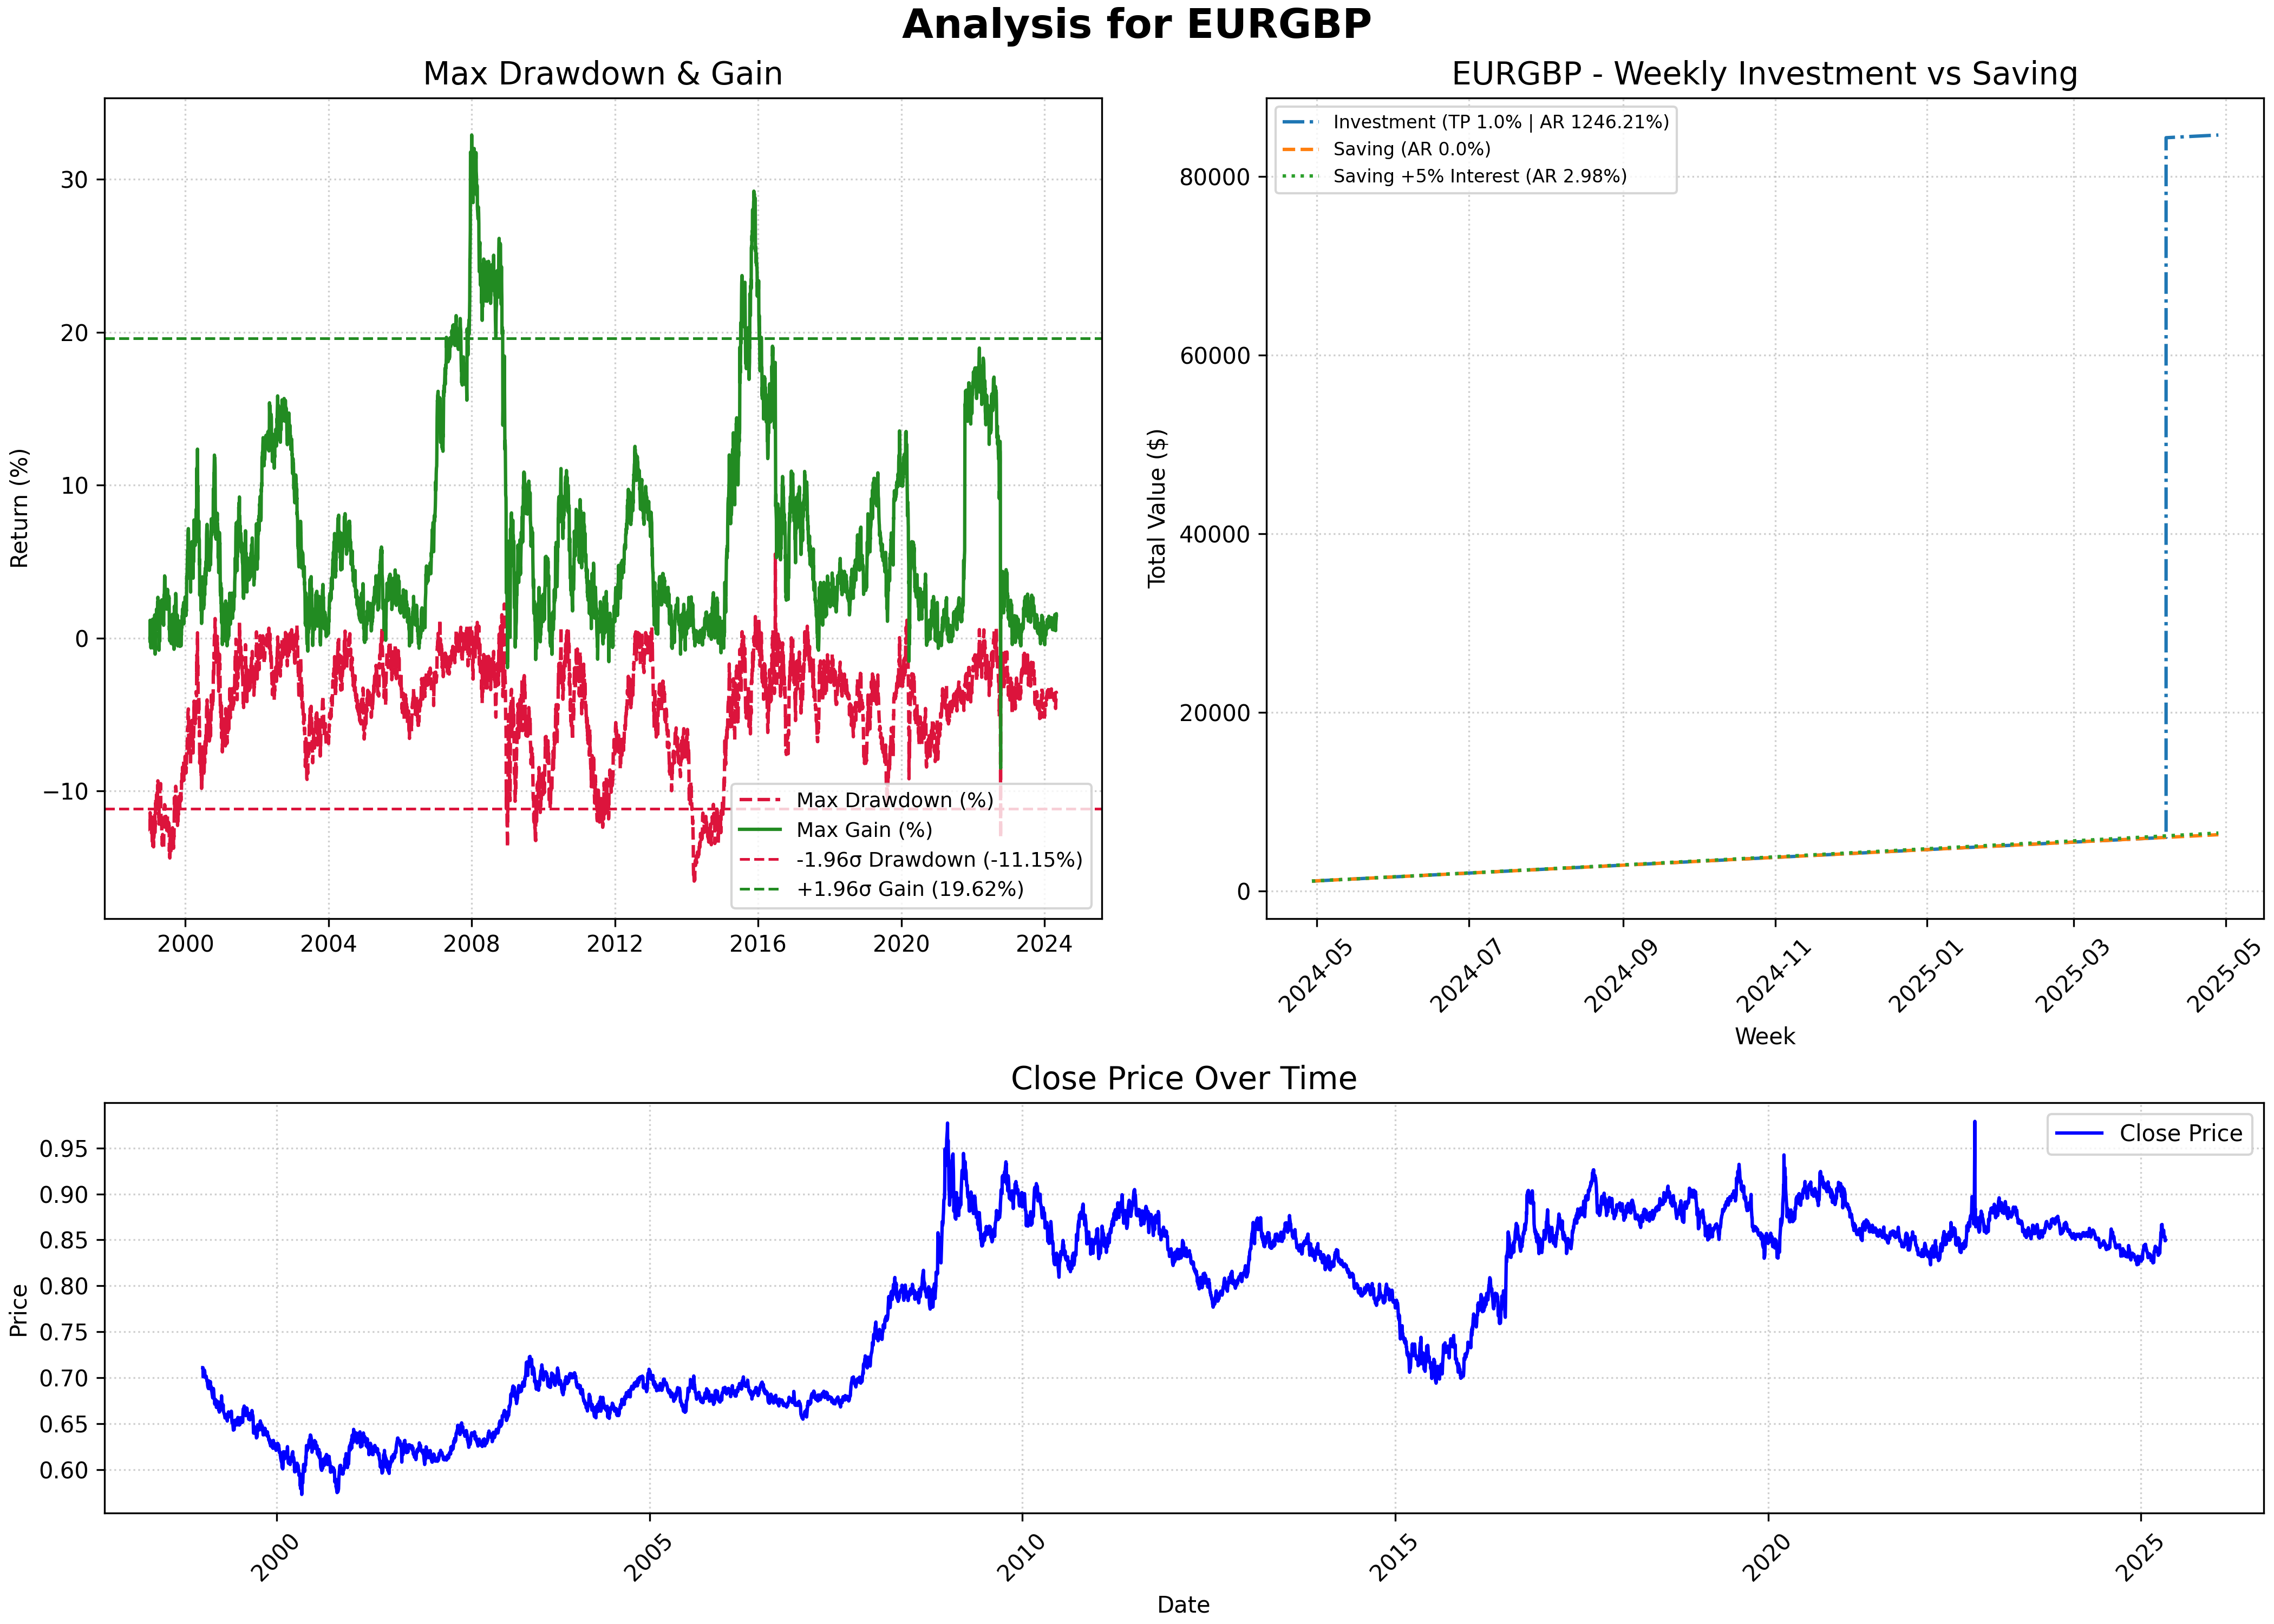 Analysis for EURGBP
Max Drawdown & Gain
Return (%)
30
20
10
0
−10
2000
2004
2008
2012
2016
2020
2024
Max Drawdown (%)
Max Gain (%)
-1.96σ Drawdown (-11.15%)
+1.96σ Gain (19.62%)
EURGBP - Weekly Investment vs Saving
Total Value ($)
80000
60000
40000
20000
0
Investment (TP 1.0% | AR 1246.21%)
Saving (AR 0.0%)
Saving +5% Interest (AR 2.98%)
2024-05
2024-07
2024-09
2024-11
2025-01
2025-03
2025-05
Week
Close Price Over Time
Price
0.95
0.90
0.85
0.80
0.75
0.70
0.65
0.60
Close Price
2000
2005
2010
2015
2020
2025
Date